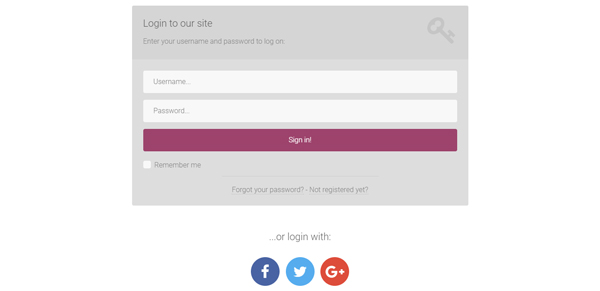 Login to our site
Enter your username and password to log on:
Username...
Password...
Sign in!
Remember me
Forgot your password? - Not registered yet?
...or login with:
f
G+